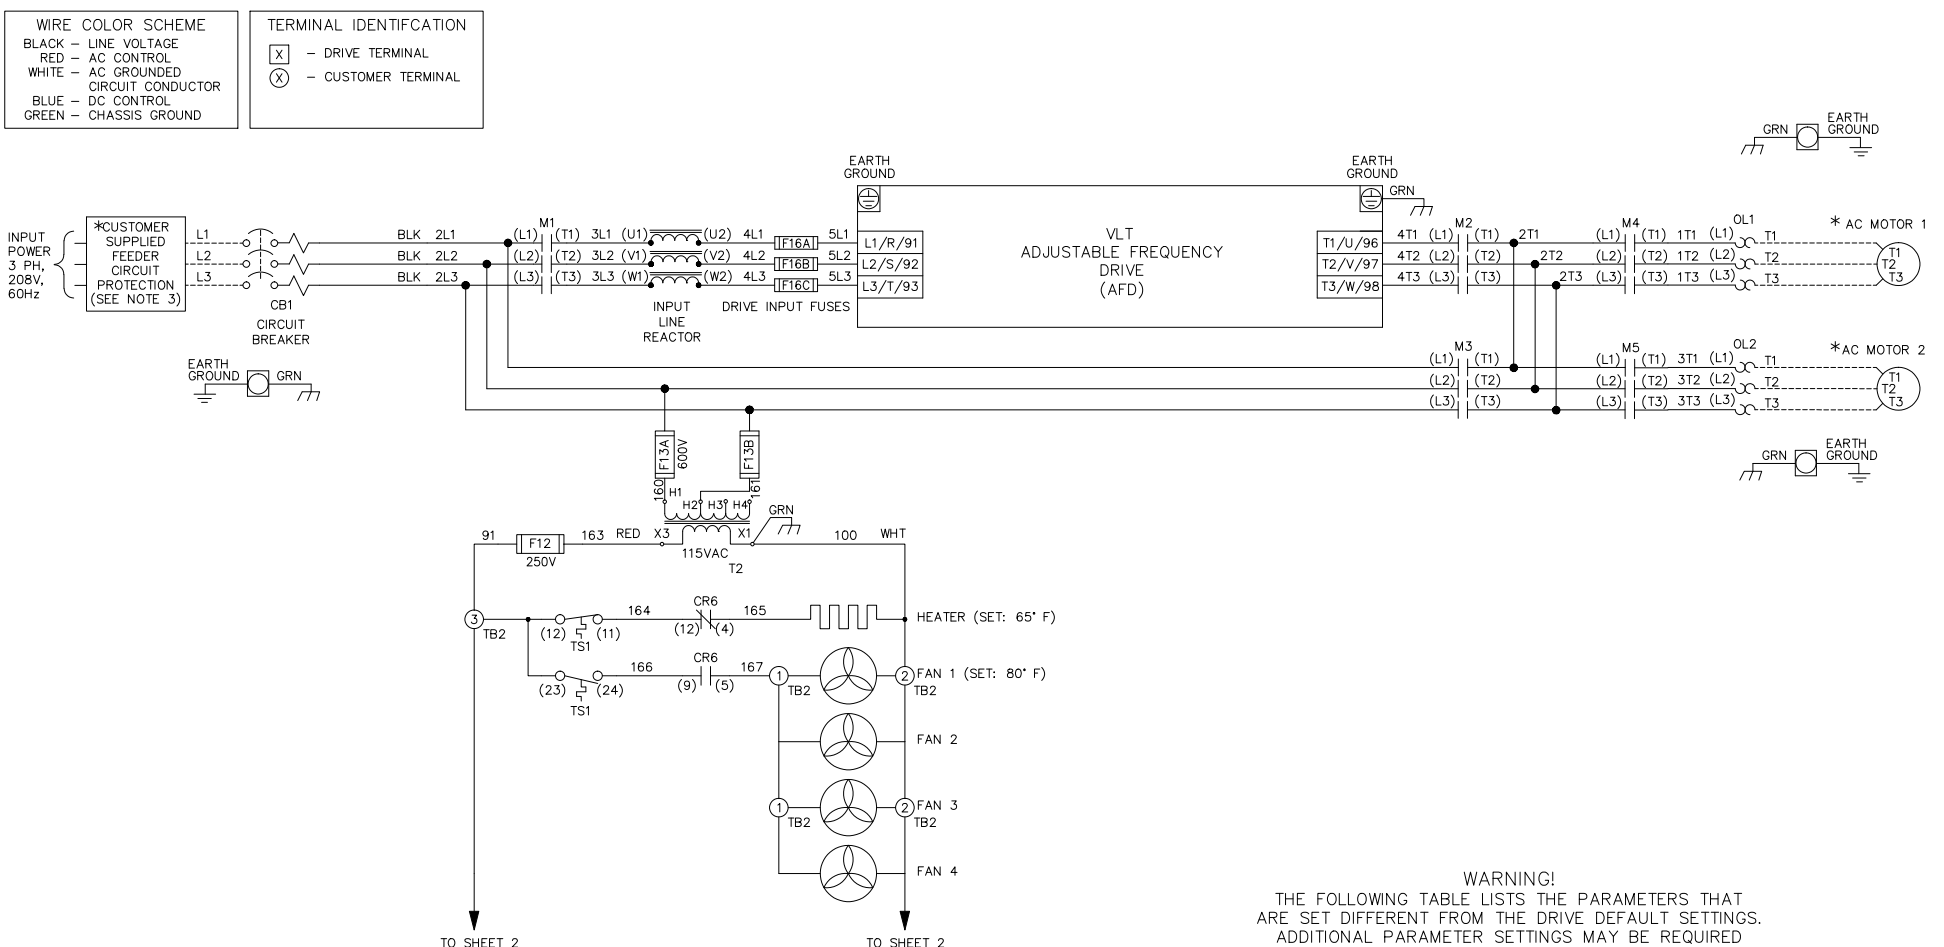 WIRE COLOR SCHEME
BLACK – LINE VOLTAGE
RED – AC CONTROL
WHITE – AC GROUNDED
CIRCUIT CONDUCTOR
BLUE – DC CONTROL
GREEN – CHASSIS GROUND
TERMINAL IDENTIFCATION
X – DRIVE TERMINAL
X – CUSTOMER TERMINAL
GRN
EARTH
GROUND
EARTH
GROUND
EARTH
GROUND
GRN
INPUT
POWER
3 PH,
208V,
60Hz
*CUSTOMER
SUPPLIED
FEEDER
CIRCUIT
PROTECTION
(SEE NOTE 3)
L1
L2
L3
CB1
CIRCUIT
BREAKER
BLK 2L1
BLK 2L2
BLK 2L3
M1
(L1) (T1) 3L1 (U1) (U2) 4L1 F16A 5L1 L1/R/91
(L2) (T2) 3L2 (V1) (V2) 4L2 F16B 5L2 L2/S/92
(L3) (T3) 3L3 (W1) (W2) 4L3 F16C 5L3 L3/T/93
INPUT
LINE
REACTOR
DRIVE INPUT FUSES
VLT
ADJUSTABLE FREQUENCY
DRIVE
(AFD)
M2 M4 OL1 * AC MOTOR 1
T1/U/96 4T1 (L1) (T1) 2T1 (L1) (T1) 1T1 (L1) T1
T2/V/97 4T2 (L2) (T2) 2T2 (L2) (T2) 1T2 (L2) T2
T3/W/98 4T3 (L3) (T3) 2T3 (L3) (T3) 1T3 (L3) T3
T1
T2
T3
M3 M5 OL2 *AC MOTOR 2
(L1) (T1) (L1) (T1) 3T1 (L1) T1
(L2) (T2) (L2) (T2) 3T2 (L2) T2
(L3) (T3) (L3) (T3) 3T3 (L3) T3
T1
T2
T3
EARTH
GROUND
GRN
GRN
EARTH
GROUND
F13A
600V
F13B
160
161
H1
H2 H3 H4
GRN
91 F12 163 RED X3 X1 100 WHT
250V
115VAC
T2
CR6
3 164 165 HEATER (SET: 65° F)
TB2 (12) (11) (12) (4)
TS1
CR6
166 167 1 2 FAN 1 (SET: 80° F)
(23) (24) (9) (5) TB2 TB2
TS1
FAN 2
1 2 FAN 3
TB2 TB2
FAN 4
TO SHEET 2
TO SHEET 2
WARNING!
THE FOLLOWING TABLE LISTS THE PARAMETERS THAT
ARE SET DIFFERENT FROM THE DRIVE DEFAULT SETTINGS.
ADDITIONAL PARAMETER SETTINGS MAY BE REQUIRED